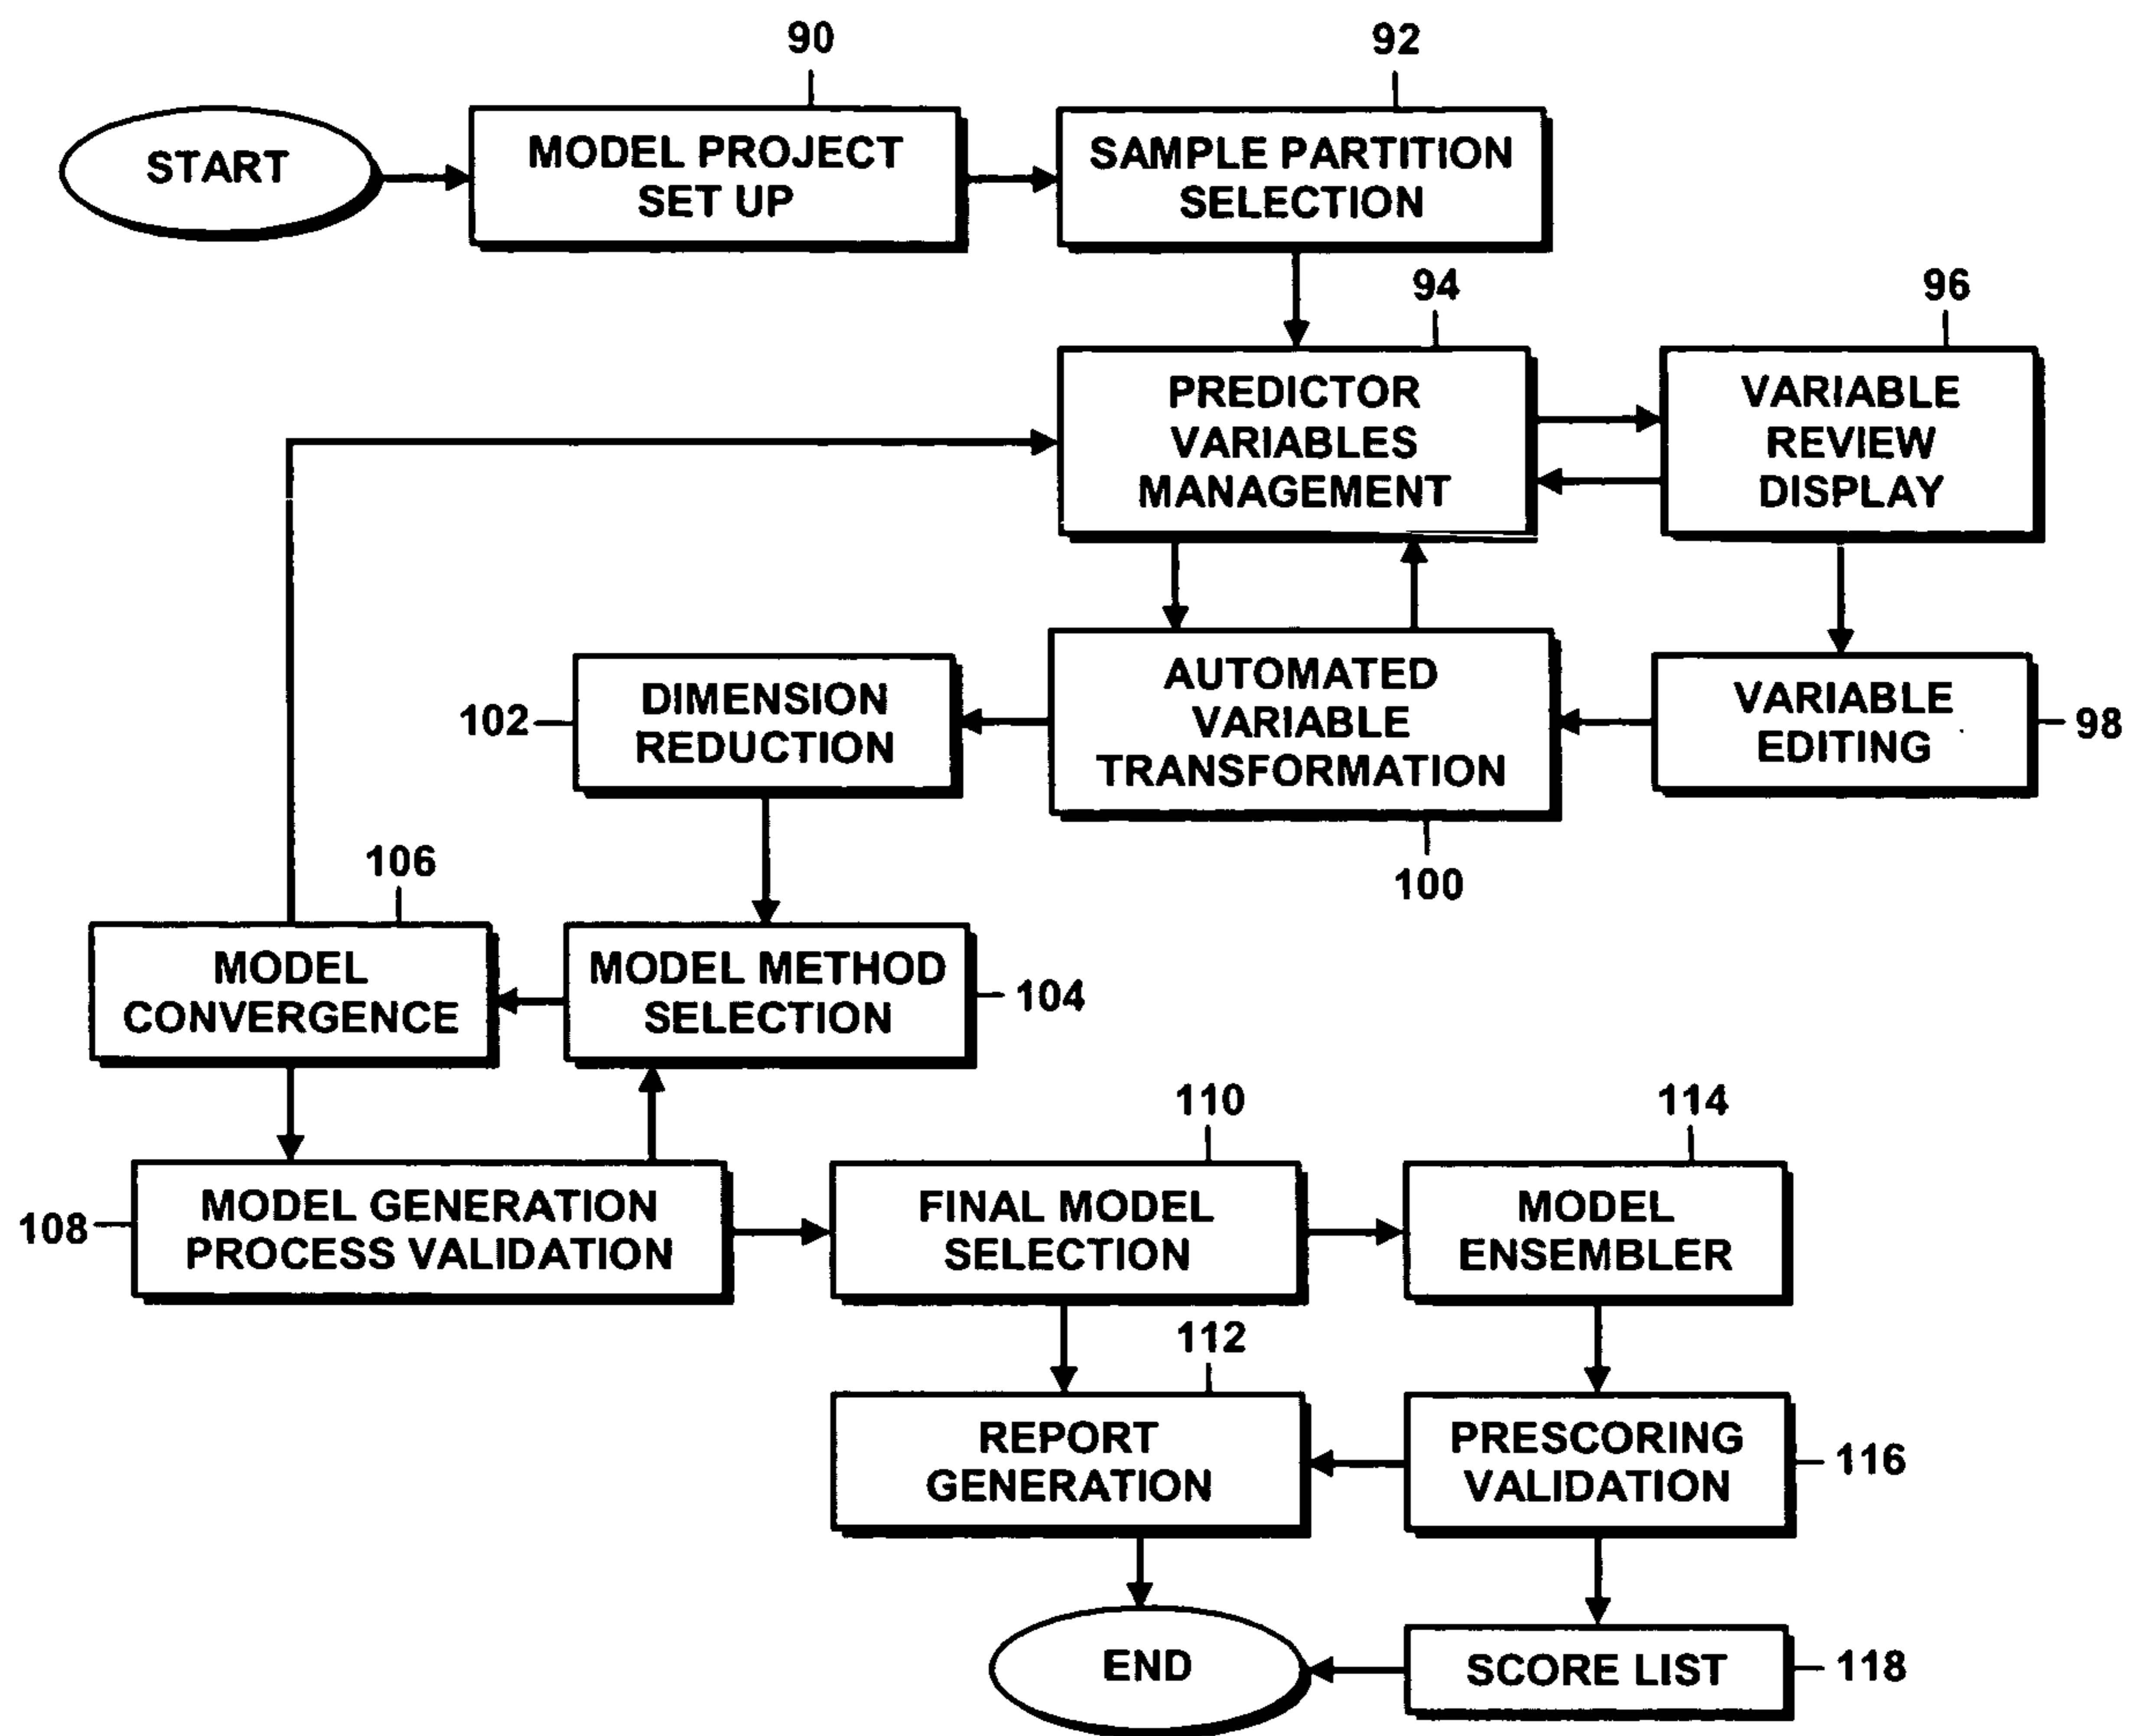 90
92
START
MODEL PROJECT
SET UP
SAMPLE PARTITION
SELECTION
94
96
PREDICTOR
VARIABLES
MANAGEMENT
VARIABLE
REVIEW
DISPLAY
102
DIMENSION
REDUCTION
AUTOMATED
VARIABLE
TRANSFORMATION
VARIABLE
EDITING
98
100
106
MODEL
CONVERGENCE
MODEL METHOD
SELECTION
104
110
114
108
MODEL GENERATION
PROCESS VALIDATION
FINAL MODEL
SELECTION
MODEL
ENSEMBLER
112
REPORT
GENERATION
PRESCORING
VALIDATION
116
END
SCORE LIST
118